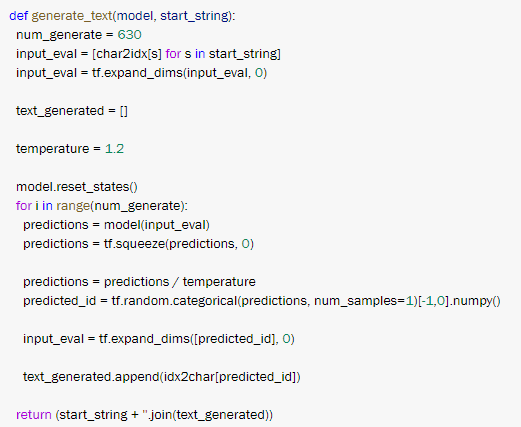 def generate_text(model, start_string):
  num_generate = 630
  input_eval = [char2idx[s] for s in start_string]
  input_eval = tf.expand_dims(input_eval, 0)

  text_generated = []

  temperature = 1.2

  model.reset_states()
  for i in range(num_generate):
    predictions = model(input_eval)
    predictions = tf.squeeze(predictions, 0)

    predictions = predictions / temperature
    predicted_id = tf.random.categorical(predictions, num_samples=1)[-1,0].numpy()

    input_eval = tf.expand_dims([predicted_id], 0)

    text_generated.append(idx2char[predicted_id])

  return (start_string + ''.join(text_generated))